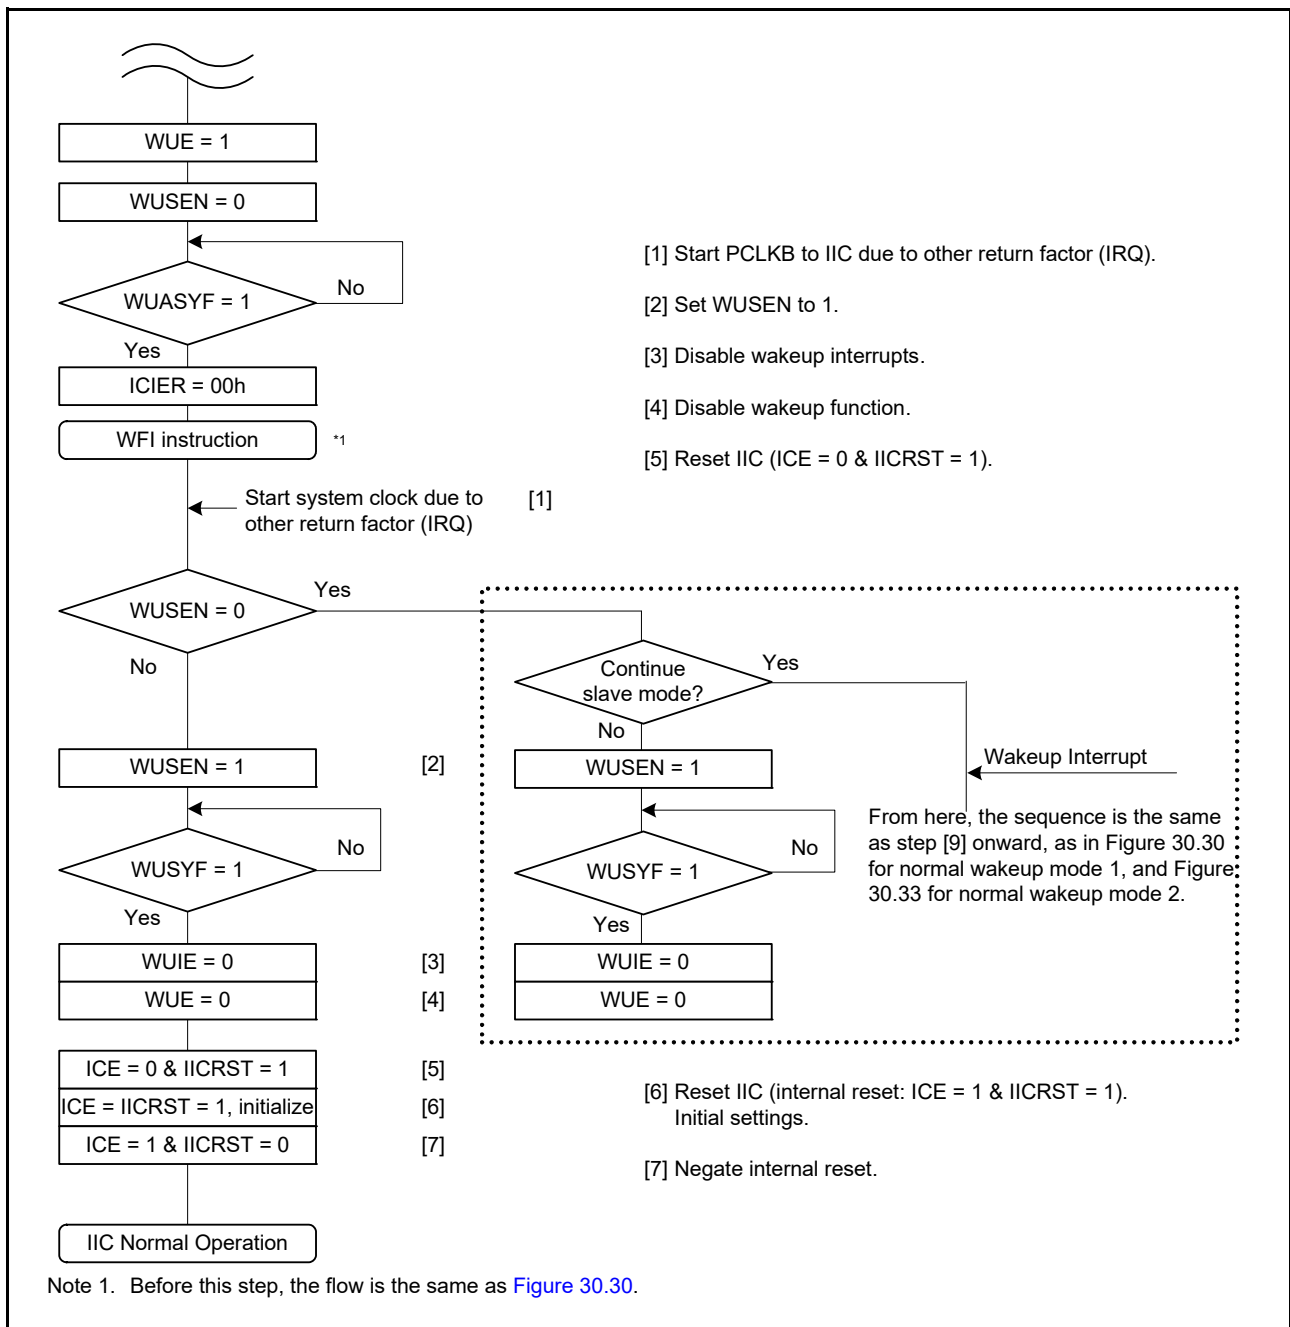 WUE = 1
WUSEN = 0
WUASYF = 1
No
Yes
ICIER = 00h
WFI instruction
*1
[1] Start PCLKB to IIC due to other return factor (IRQ).
[2] Set WUSEN to 1.
[3] Disable wakeup interrupts.
[4] Disable wakeup function.
[5] Reset IIC (ICE = 0 & IICRST = 1).
Start system clock due to
other return factor (IRQ)
[1]
WUSEN = 0
Yes
No
WUSEN = 1
[2]
WUSYF = 1
No
Yes
WUIE = 0
[3]
WUE = 0
[4]
Continue
slave mode?
Yes
No
WUSEN = 1
WUSYF = 1
No
Yes
WUIE = 0
WUE = 0
Wakeup Interrupt
From here, the sequence is the same
as step [9] onward, as in Figure 30.30
for normal wakeup mode 1, and Figure
30.33 for normal wakeup mode 2.
ICE = 0 & IICRST = 1
[5]
ICE = IICRST = 1, initialize
[6]
ICE = 1 & IICRST = 0
[7]
[6] Reset IIC (internal reset: ICE = 1 & IICRST = 1).
Initial settings.
[7] Negate internal reset.
IIC Normal Operation
Note 1. Before this step, the flow is the same as Figure 30.30.